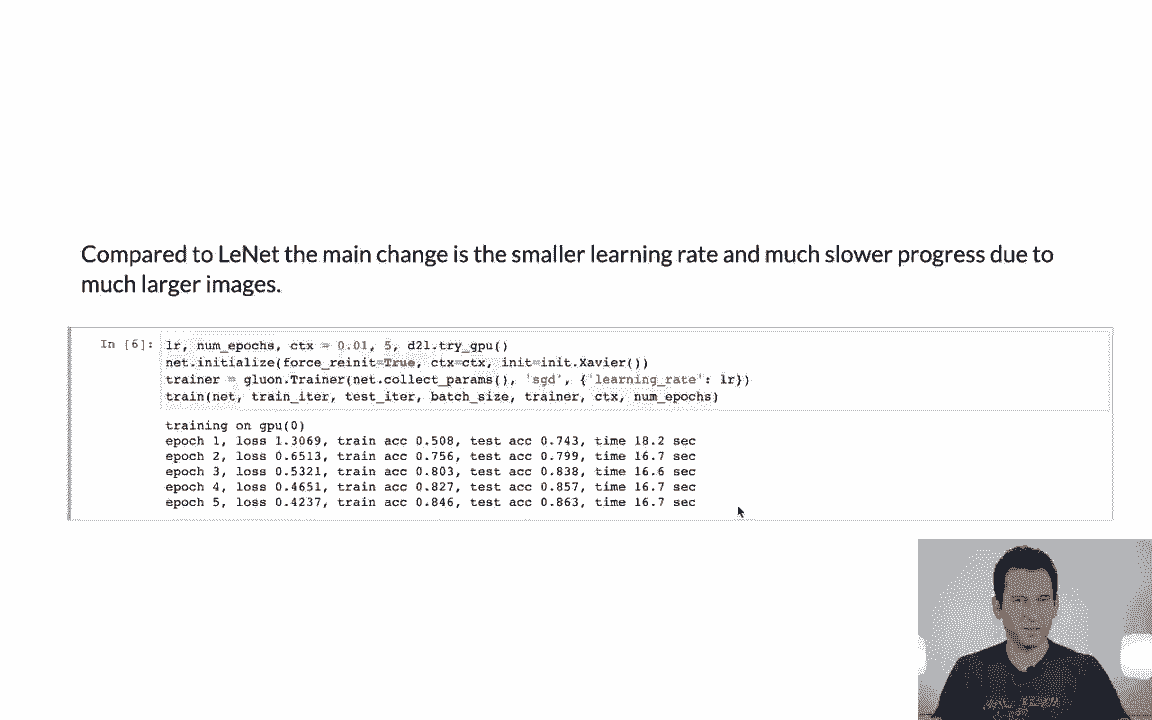 Compared to LeNet the main change is the smaller learning rate and much slower progress due to
much larger images.
In [6]: lr, num_epochs, ctx = 0.01, 5, d2l.try_gpu()
net.initialize(force_reinit=True, ctx=ctx, init=init.Xavier())
trainer = gluon.Trainer(net.collect_params(), 'sgd', {'learning_rate': lr})
train(net, train_iter, test_iter, batch_size, trainer, ctx, num_epochs)
training on gpu(0)
epoch 1, loss 1.3069, train acc 0.508, test acc 0.743, time 18.2 sec
epoch 2, loss 0.6513, train acc 0.756, test acc 0.799, time 16.7 sec
epoch 3, loss 0.5321, train acc 0.803, test acc 0.838, time 16.6 sec
epoch 4, loss 0.4651, train acc 0.827, test acc 0.857, time 16.7 sec
epoch 5, loss 0.4237, train acc 0.846, test acc 0.863, time 16.7 sec